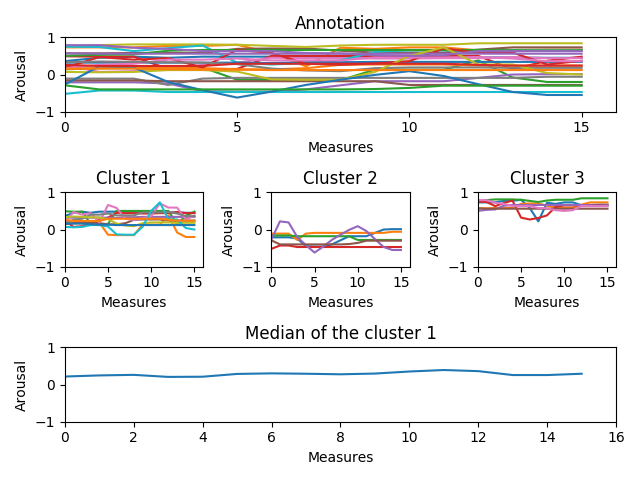 Annotation
Arousal
1
0
−1
0 5 10 15
Measures
Cluster 1
Arousal
1
0
−1
0 5 10 15
Measures
Cluster 2
Arousal
1
0
−1
0 5 10 15
Measures
Cluster 3
Arousal
1
0
−1
0 5 10 15
Measures
Median of the cluster 1
Arousal
1
0
−1
0 2 4 6 8 10 12 14 16
Measures